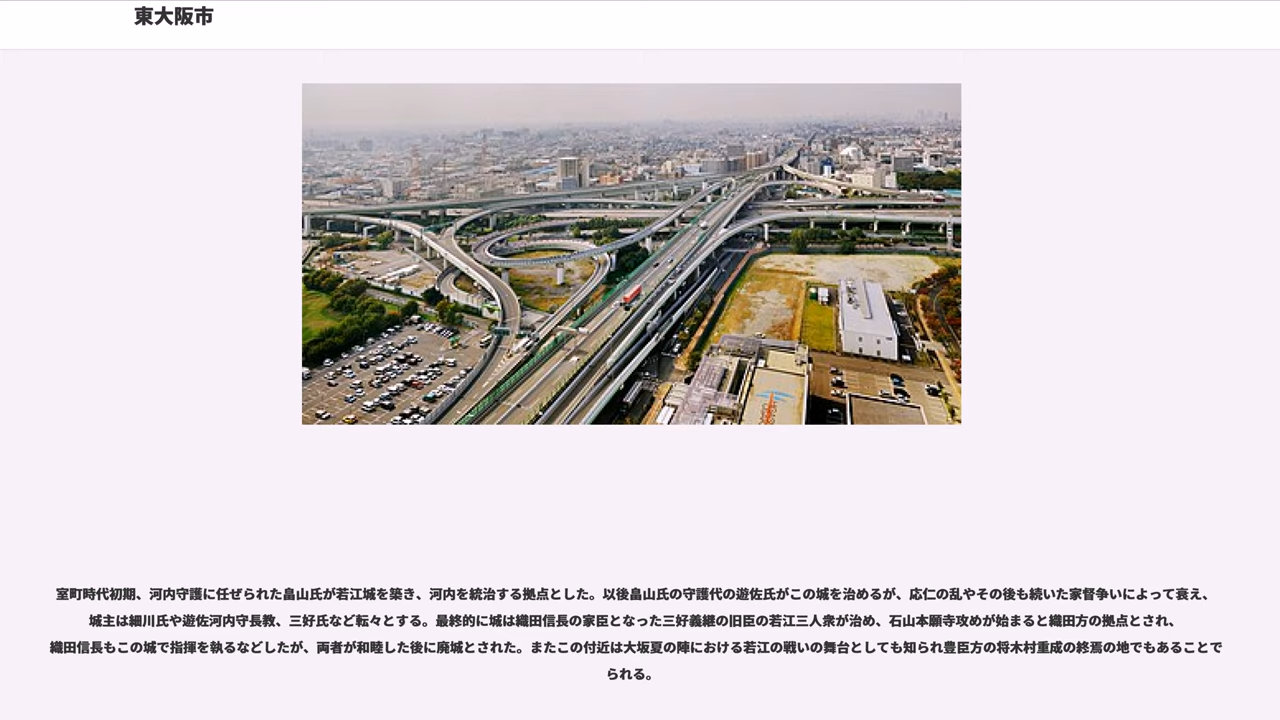 東大阪市
室町時代初期、河内守護に任ぜられた畠山氏が若江城を築き、河内を統治する拠点とした。以後畠山氏の守護代の遊佐氏がこの城を治めるが、応仁の乱やその後も続いた家督争いによって衰え、
城主は細川氏や遊佐河内守長教、三好氏など転々とする。最終的に城は織田信長の家臣となった三好義継の旧臣の若江三人衆が治め、石山本願寺攻めが始まると織田方の拠点とされ、
織田信長もこの城で指揮を執るなどしたが、両者が和睦した後に廃城とされた。またこの付近は大坂夏の陣における若江の戦いの舞台としても知られ豊臣方の将木村重成の終焉の地でもあることで
られる。